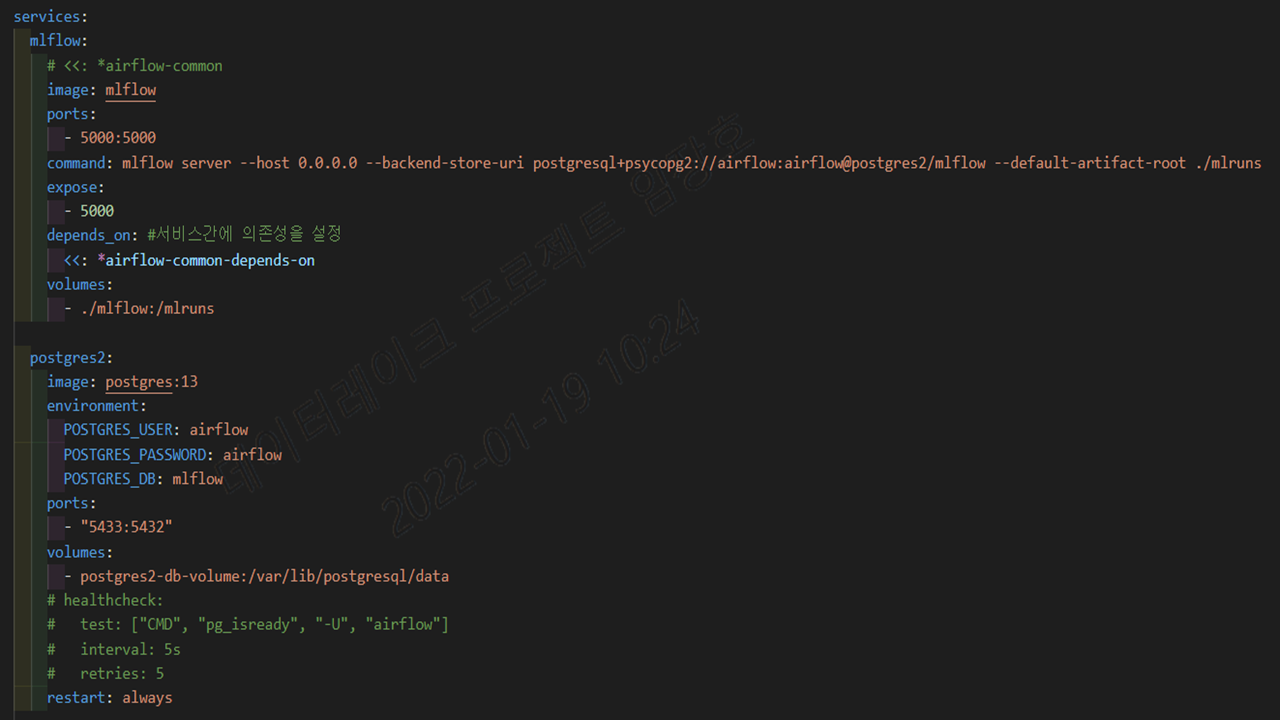 services:
  mlflow:
    # <<: *airflow-common
    image: mlflow
    ports:
      - 5000:5000
    command: mlflow server --host 0.0.0.0 --backend-store-uri postgresql+psycopg2://airflow:airflow@postgres2/mlflow --default-artifact-root ./mlruns
    expose:
      - 5000
    depends_on: #서비스간에 의존성을 설정
      <<: *airflow-common-depends-on
    volumes:
      - ./mlflow:/mlruns
  postgres2:
    image: postgres:13
    environment:
      POSTGRES_USER: airflow
      POSTGRES_PASSWORD: airflow
      POSTGRES_DB: mlflow
    ports:
      - "5433:5432"
    volumes:
      - postgres2-db-volume:/var/lib/postgresql/data
    # healthcheck:
    #   test: ["CMD", "pg_isready", "-U", "airflow"]
    #   interval: 5s
    #   retries: 5
    restart: always
데이터레이크 프로젝트
2022-01-19 10:24